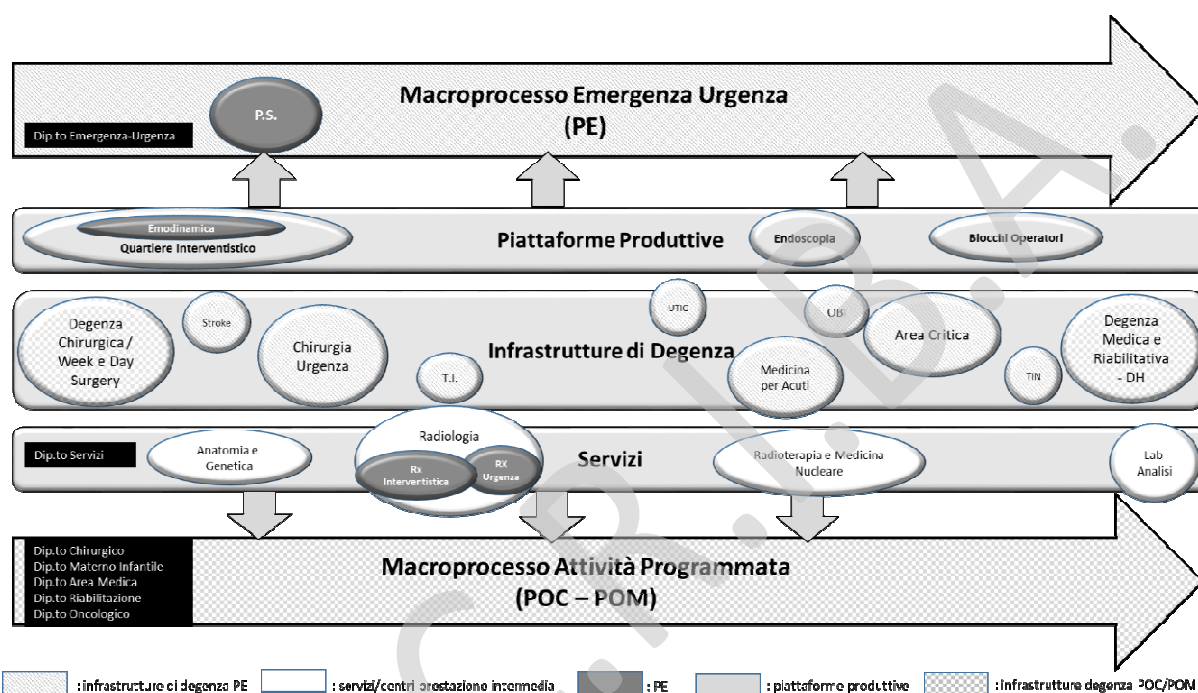 Macroprocesso Emergenza Urgenza
(PE)
P.S.
Dip.to Emergenza-Urgenza
Emodinamica
Quartiere Interventistico
Piattaforme Produttive
Endoscopia
Blocchi Operatori
Degenza
Chirurgica /
Week e Day
Surgery
Stroke
Chirurgia
Urgenza
T.I.
Infrastrutture di Degenza
UTIC
Medicina
per Acuti
OBI
Area Critica
TIN
Degenza
Medica e
Riabilitativa
- DH
Dip.to Servizi
Anatomia e
Genetica
Radiologia
Rx
Interventistica
RX
Urgenza
Servizi
Radioterapia e Medicina
Nucleare
Lab
Analisi
Dip.to Chirurgico
Dip.to Materno Infantile
Dip.to Area Medica
Dip.to Riabilitazione
Dip.to Oncologico
Macroprocesso Attività Programmata
(POC – POM)
: infrastrutture di degenza PE
: servizi/centri prestazione intermedia
: PE
: piattaforme produttive
: infrastrutture degenza POC/POM
C.R.I.B.A.